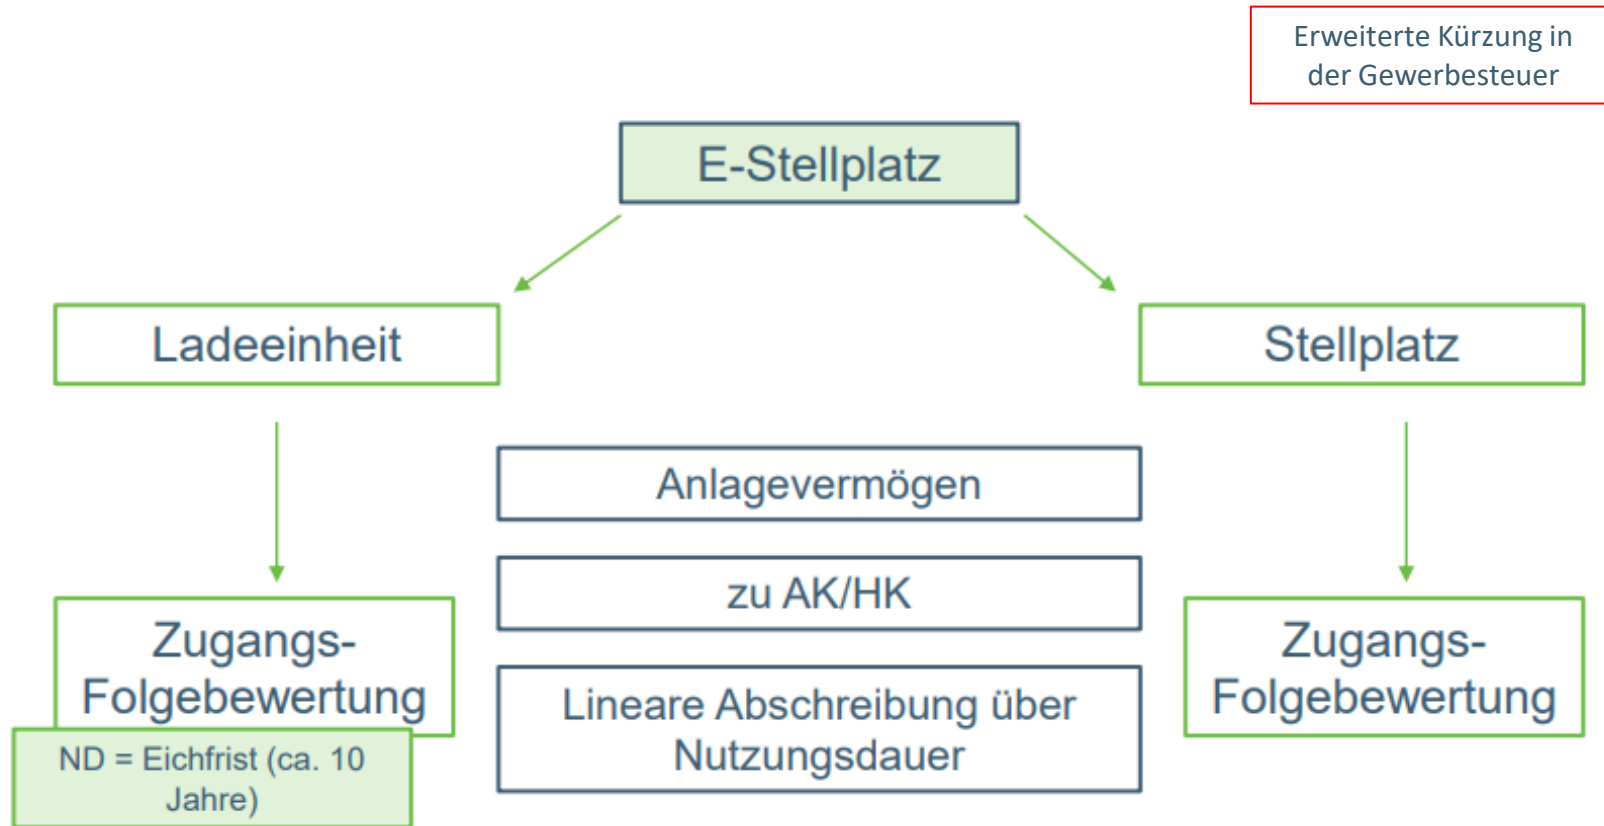 Erweiterte Kürzung in
der Gewerbesteuer
E-Stellplatz
Ladeeinheit
Stellplatz
Anlagevermögen
zu AK/HK
Lineare Abschreibung über
Nutzungsdauer
Zugangs-
Folgebewertung
ND = Eichfrist (ca. 10
Jahre)
Zugangs-
Folgebewertung